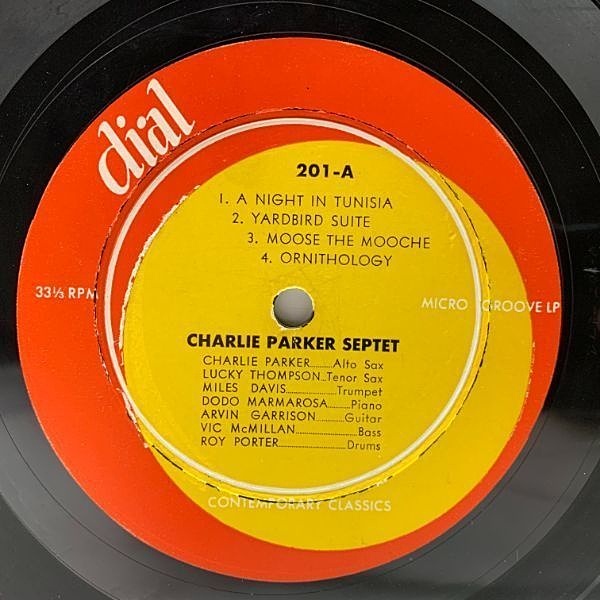 dial
201-A
1. A NIGHT IN TUNISIA
2. YARDBIRD SUITE
3. MOOSE THE MOOCHE
4. ORNITHOLOGY
33⅓ RPM
MICRO GROOVE LP
CHARLIE PARKER SEPTET
CHARLIE PARKER........Alto Sax
LUCKY THOMPSON..Tenor Sax
MILES DAVIS..................Trumpet
DODO MARMAROSA.........Piano
ARVIN GARRISON............Guitar
VIC McMILLAN..................Bass
ROY PORTER.....................Drums
CONTEMPORARY CLASSICS